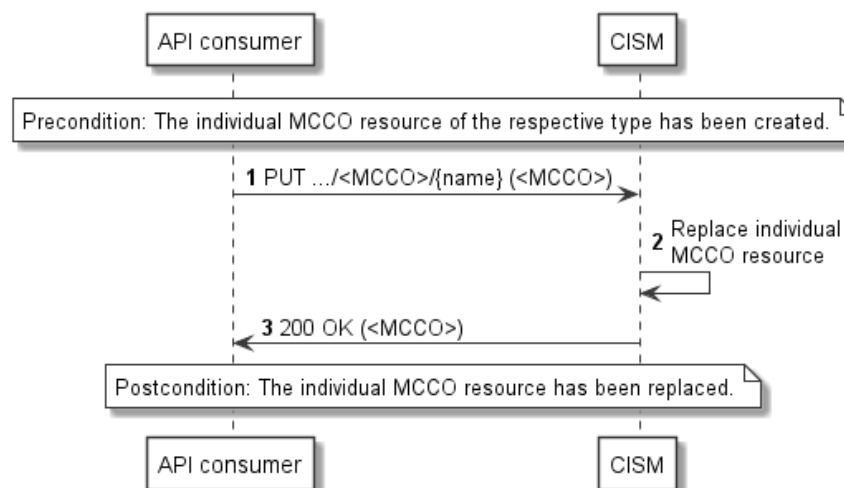 API consumer
CISM
Precondition: The individual MCCO resource of the respective type has been created.
1 PUT .../<MCCO>/{name} (<MCCO>)
2 Replace individual
MCCO resource
3 200 OK (<MCCO>)
Postcondition: The individual MCCO resource has been replaced.
API consumer
CISM